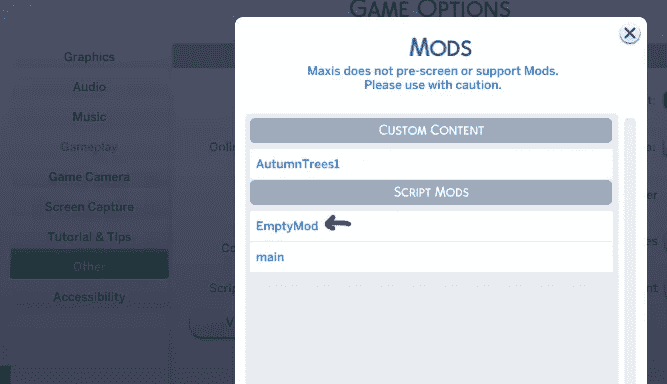 GAME OPTIONS
MODS
Maxis does not pre-screen or support Mods.
Please use with caution.
CUSTOM CONTENT
AutumnTrees1
SCRIPT MODS
EmptyMod
main
Graphics
Audio
Music
Gameplay
Game Camera
Screen Capture
Tutorial & Tips
Other
Accessibility